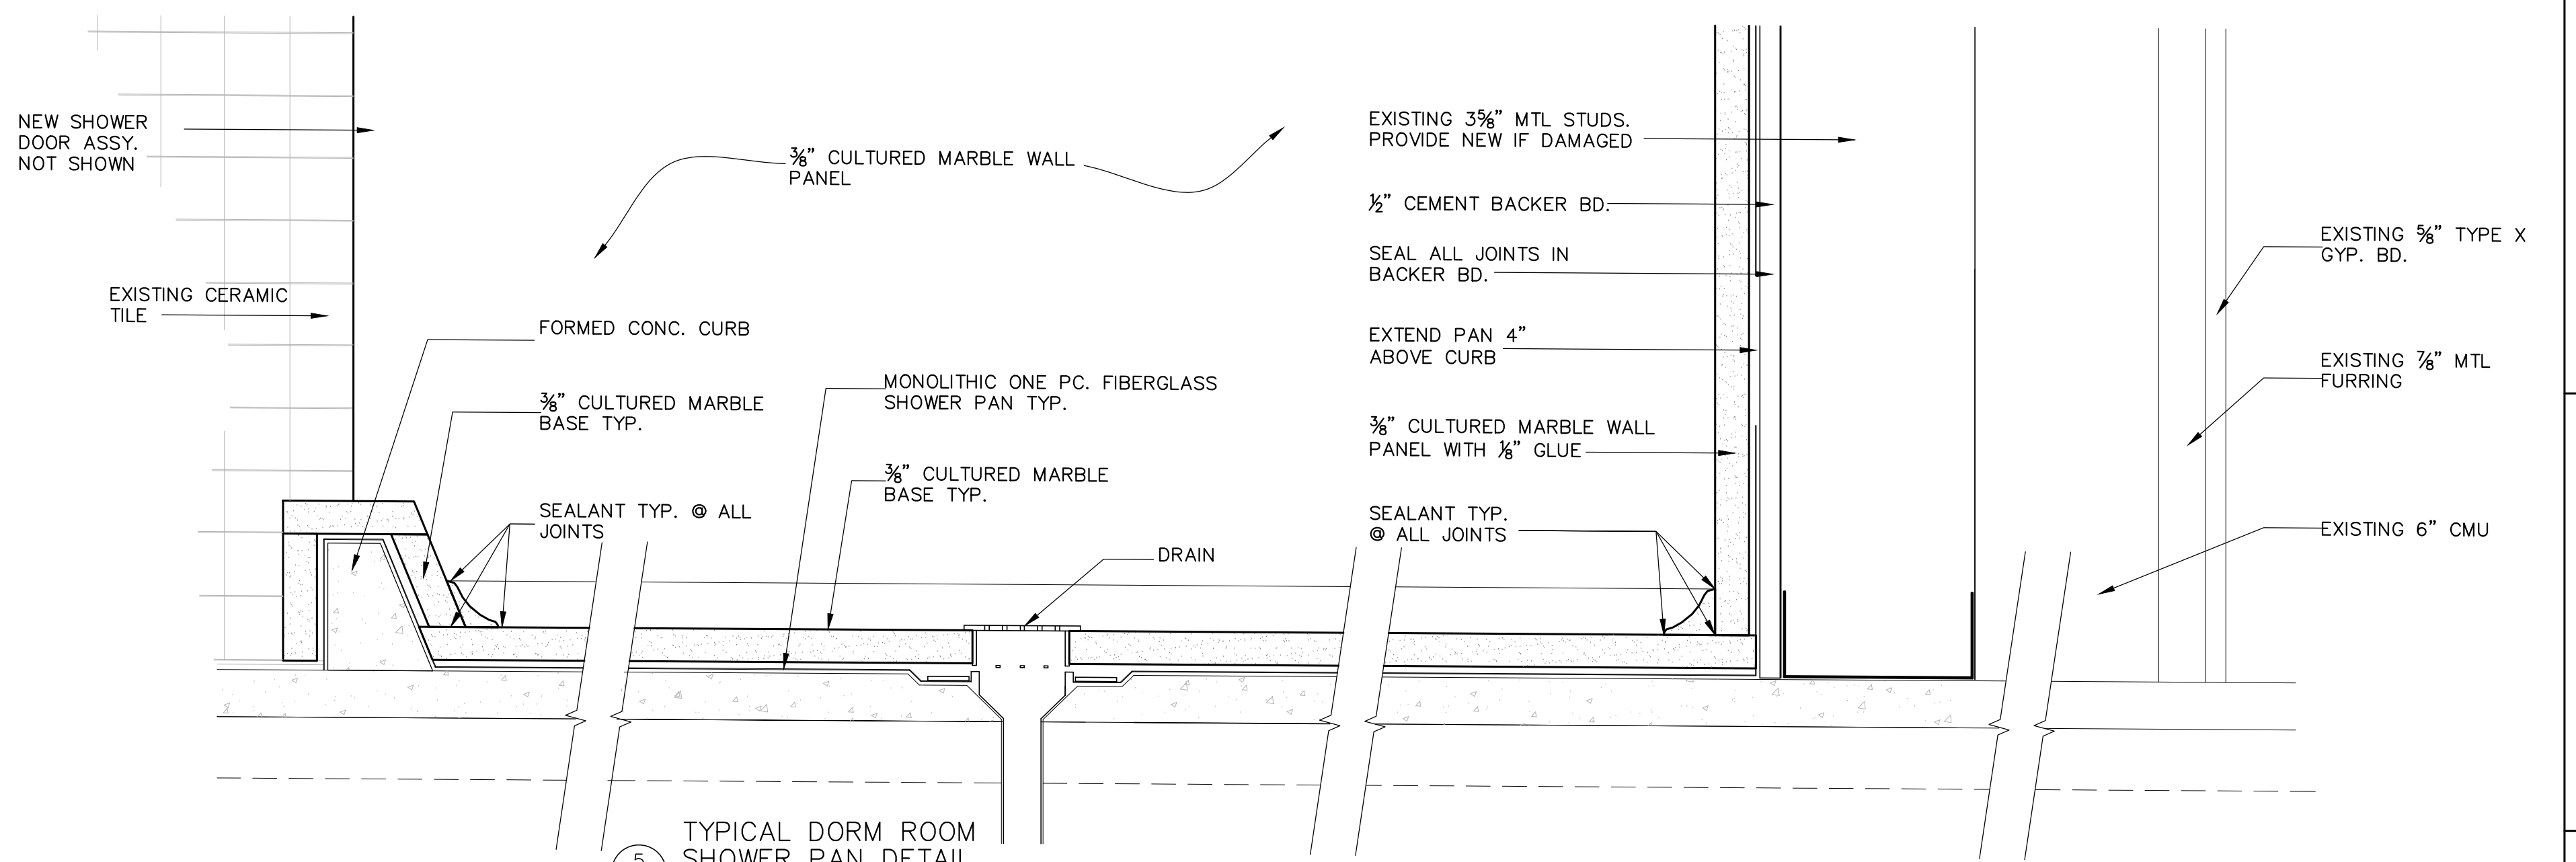 NEW SHOWER
DOOR ASSY.
NOT SHOWN
EXISTING CERAMIC
TILE
FORMED CONC. CURB
⅜” CULTURED MARBLE
BASE TYP.
SEALANT TYP. @ ALL
JOINTS
⅜” CULTURED MARBLE WALL
PANEL
MONOLITHIC ONE PC. FIBERGLASS
SHOWER PAN TYP.
⅜” CULTURED MARBLE
BASE TYP.
DRAIN
EXISTING 3⅝” MTL STUDS.
PROVIDE NEW IF DAMAGED
½” CEMENT BACKER BD.
SEAL ALL JOINTS IN
BACKER BD.
EXTEND PAN 4”
ABOVE CURB
⅜” CULTURED MARBLE WALL
PANEL WITH ⅛” GLUE
SEALANT TYP.
@ ALL JOINTS
EXISTING ⅝” TYPE X
GYP. BD.
EXISTING ⅞” MTL
FURRING
EXISTING 6” CMU
5
TYPICAL DORM ROOM
SHOWER PAN DETAIL